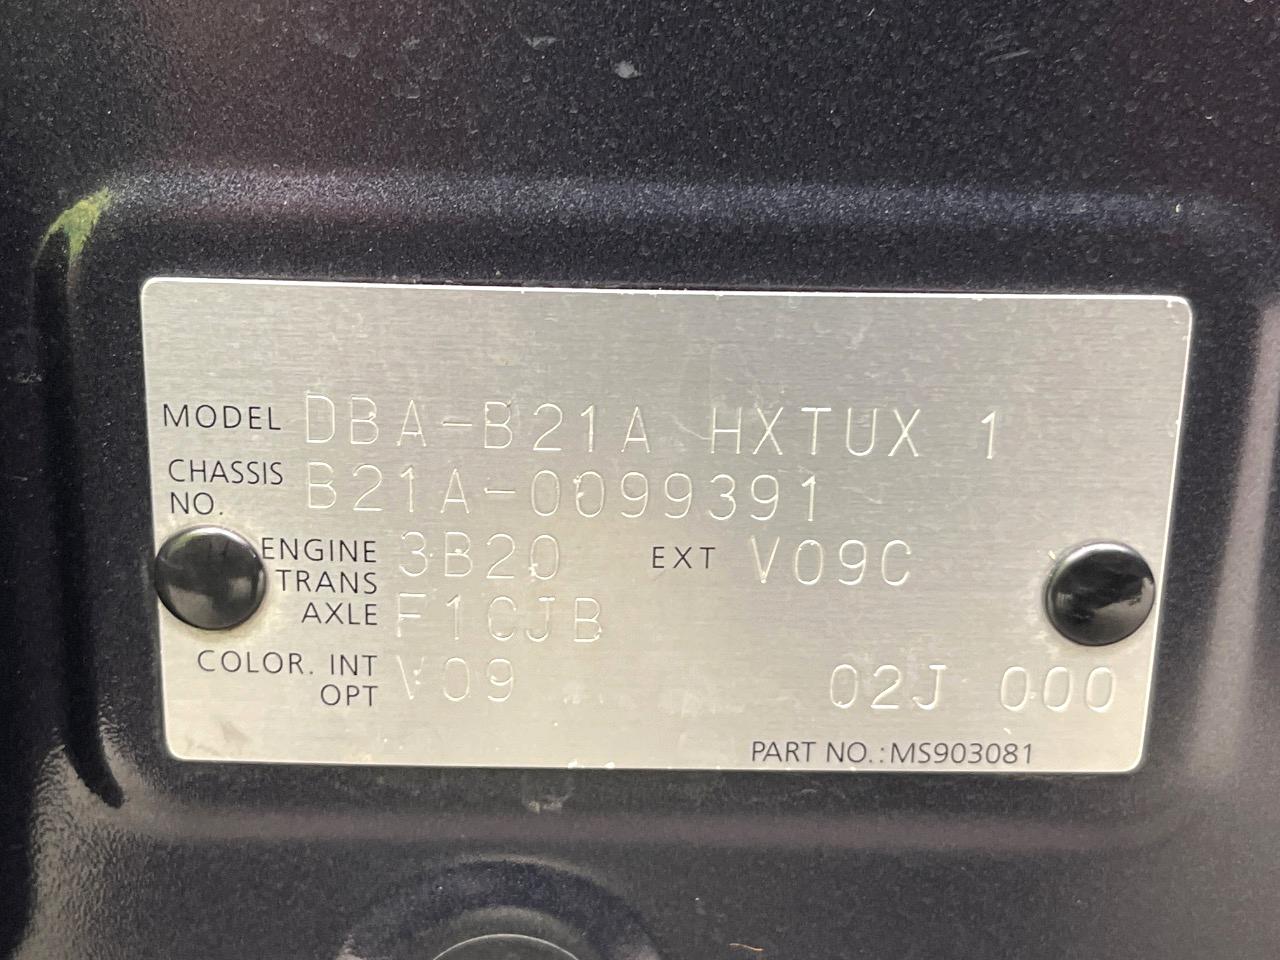 MODEL DBA-B21A HXTUX 1
CHASSIS NO. B21A-0099391
ENGINE 3B20 EXT V09C
TRANS AXLE F1CJB
COLOR. INT OPT V09 02J 000
PART NO.:MS903081